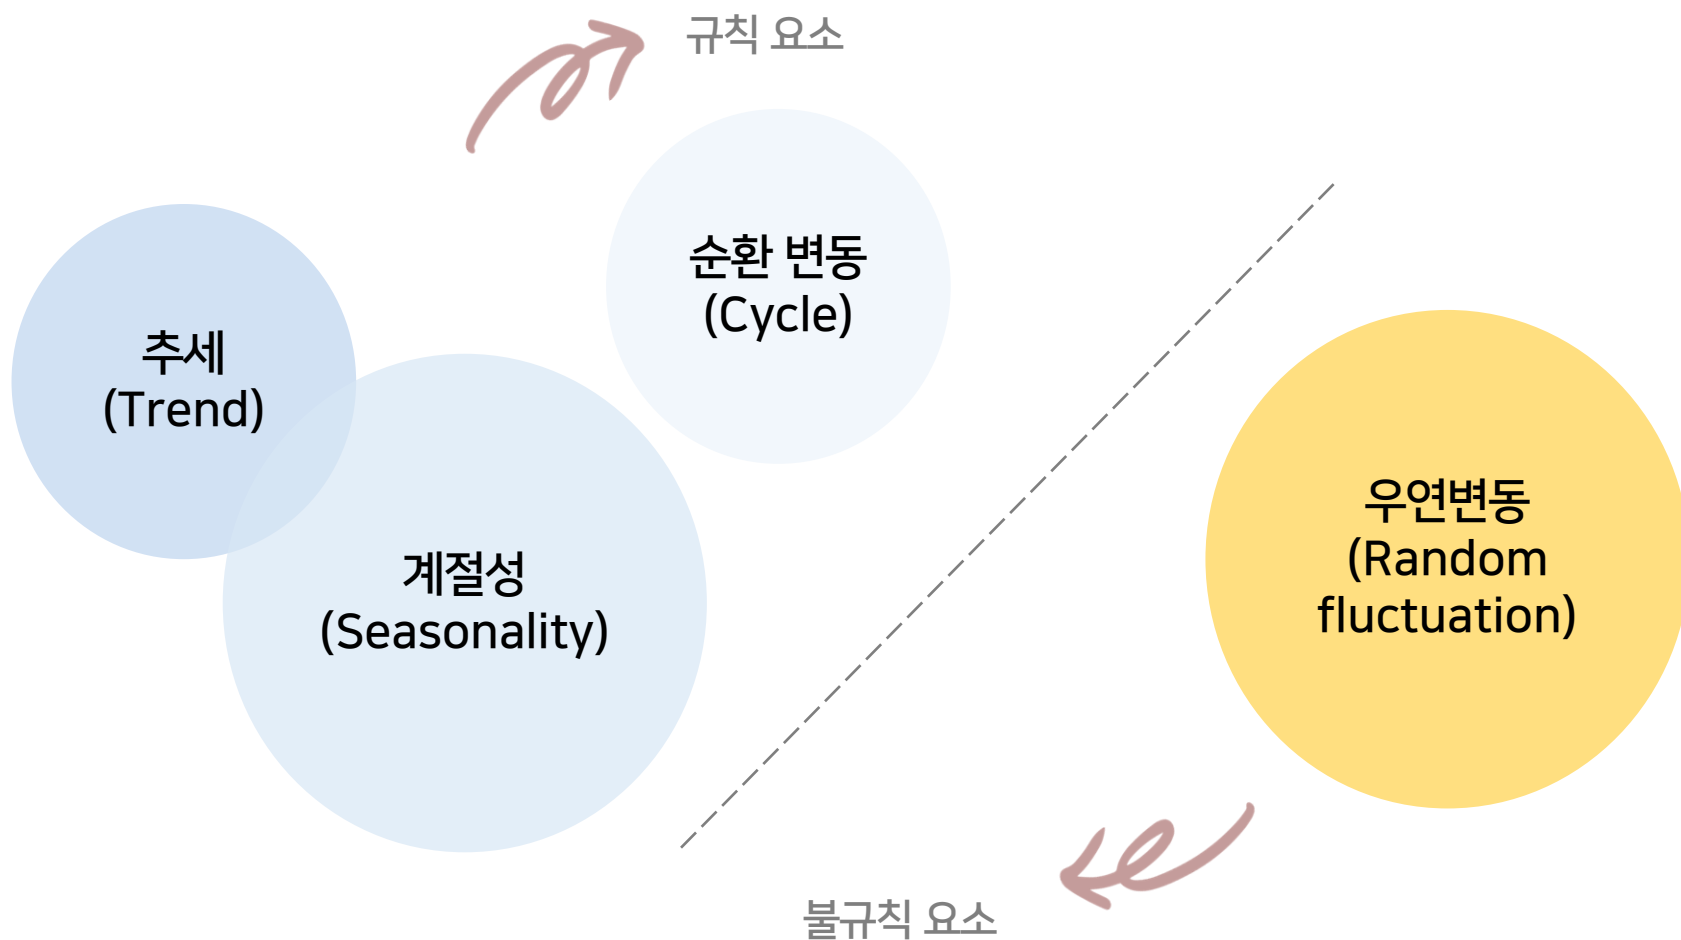 규칙 요소
순환 변동
(Cycle)
추세
(Trend)
계절성
(Seasonality)
우연변동
(Random
fluctuation)
불규칙 요소